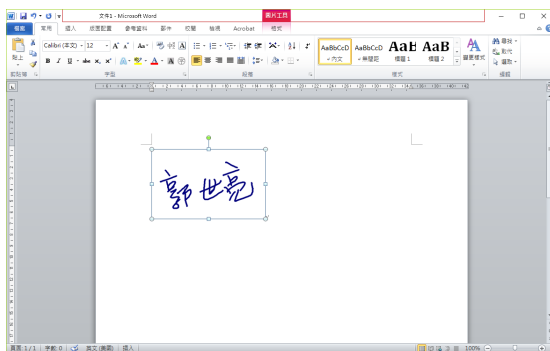 文件1 - Microsoft Word
圖片工具
檔案 常用 插入 版面配置 參考資料 郵件 校閱 檢視 Acrobat 格式
Calibri (本文) 12
AaBbCcD AaBbCcD AaB AaB
貼上 B I U abc 內文 無間距 標題 1 標題 2 變更樣式
尋找 取代 選取
剪貼簿 字型 段落 樣式 編輯
郭世亮
頁面: 1/1 字數: 0 英文 (美國) 插入 100%